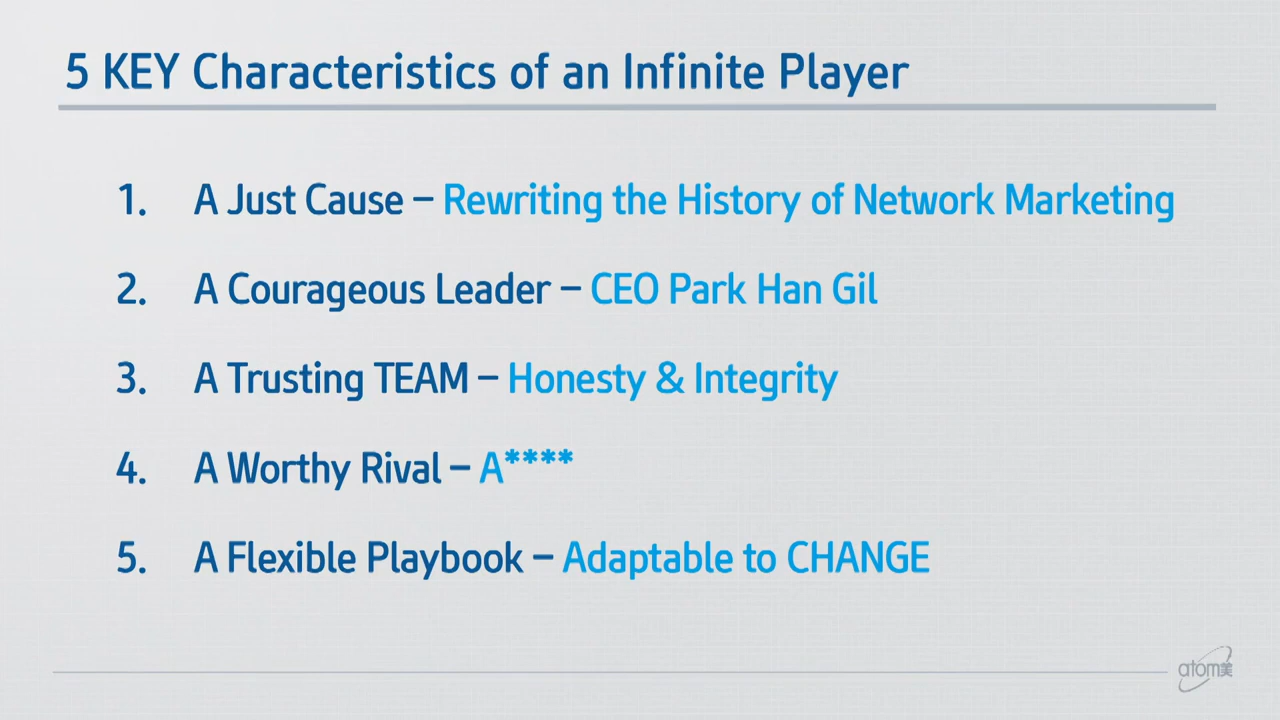 5 KEY Characteristics of an Infinite Player
1. A Just Cause – Rewriting the History of Network Marketing
2. A Courageous Leader – CEO Park Han Gil
3. A Trusting TEAM – Honesty & Integrity
4. A Worthy Rival – A****
5. A Flexible Playbook – Adaptable to CHANGE
atom美